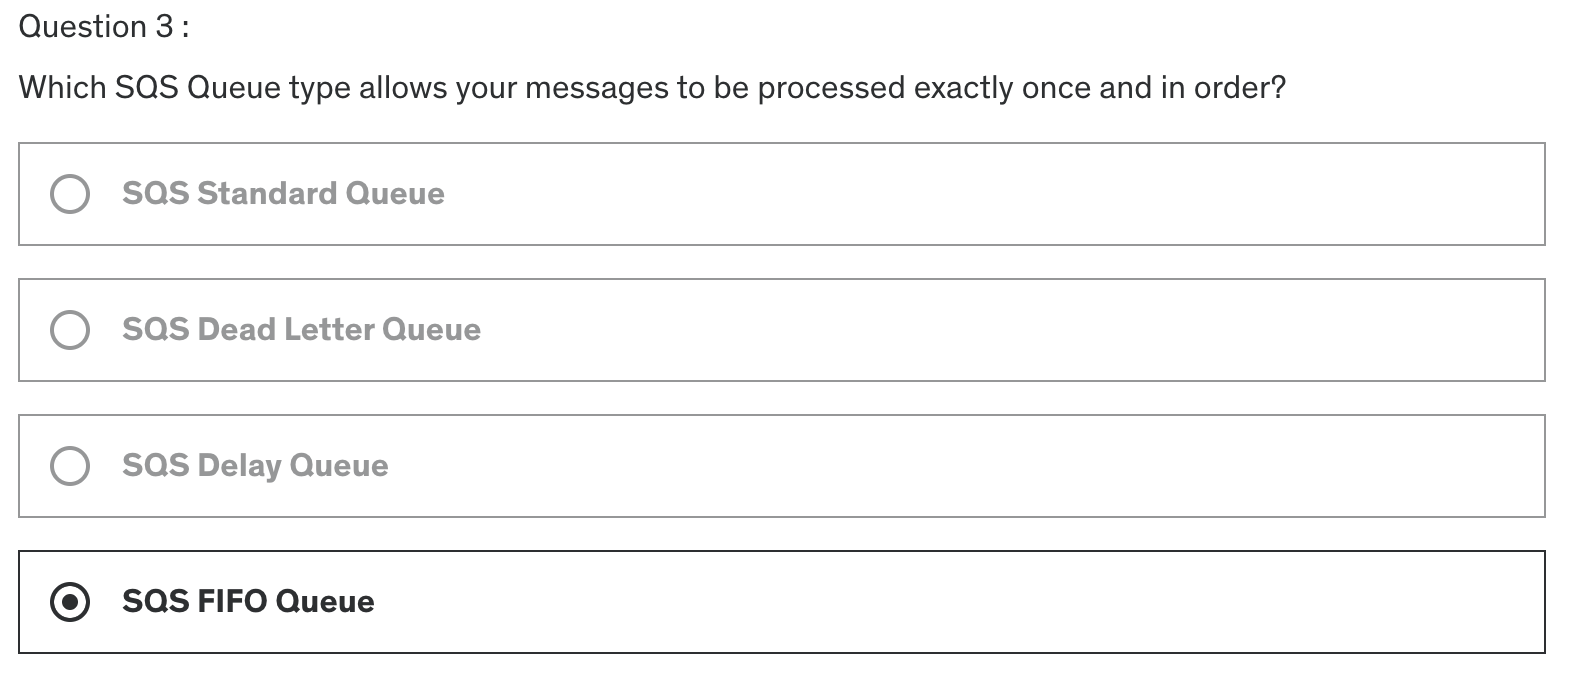 Question 3 :
Which SQS Queue type allows your messages to be processed exactly once and in order?
SQS Standard Queue
SQS Dead Letter Queue
SQS Delay Queue
SQS FIFO Queue